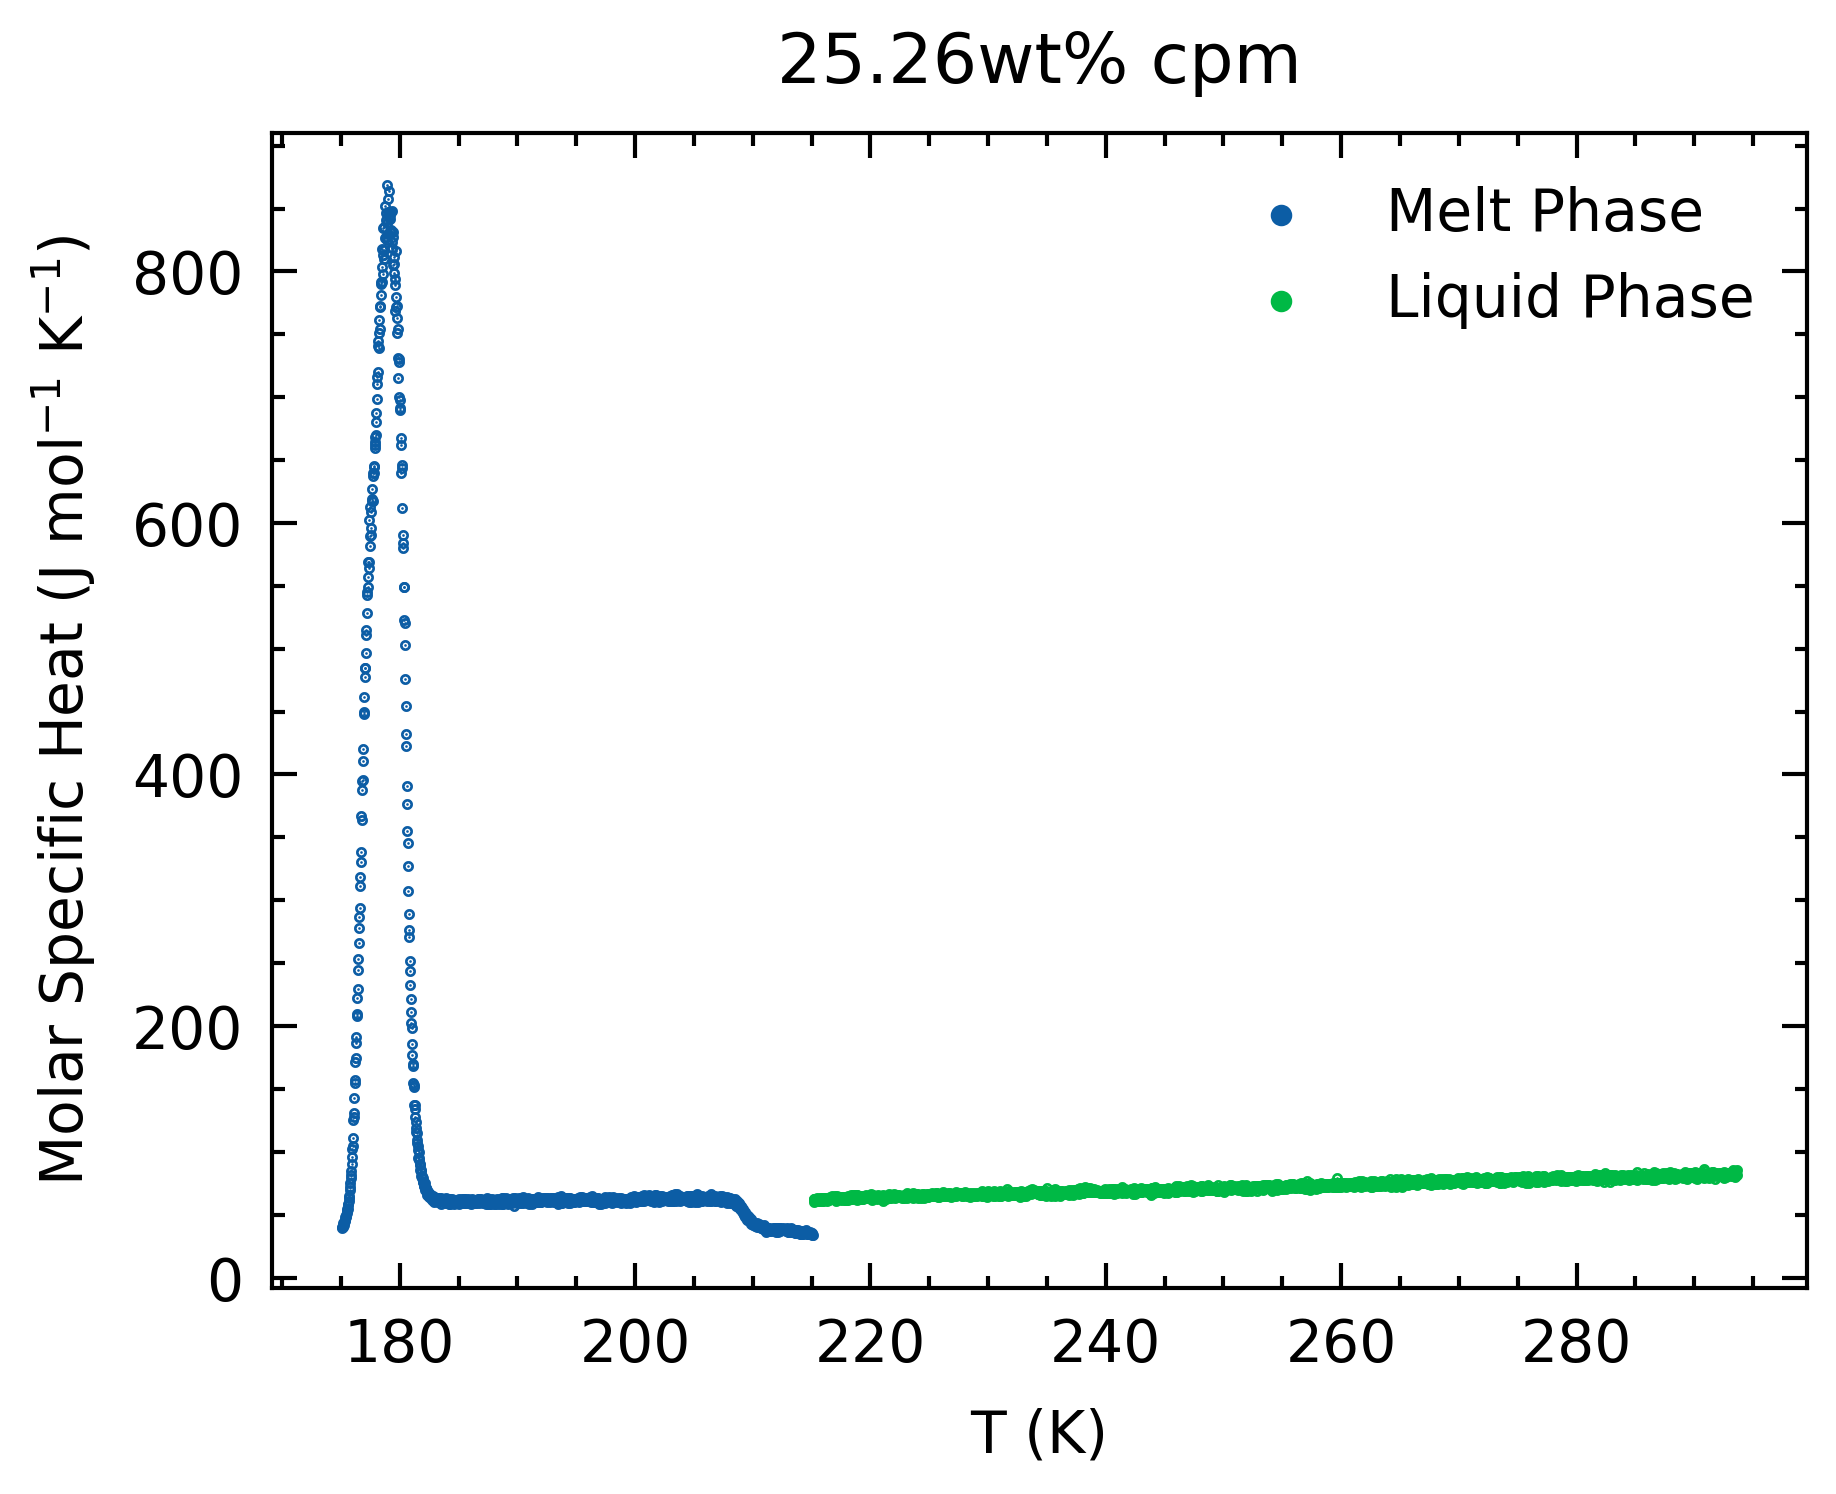 25.26wt% cpm
Molar Specific Heat (J mol⁻¹ K⁻¹)
800
600
400
200
0
Melt Phase
Liquid Phase
180 200 220 240 260 280
T (K)